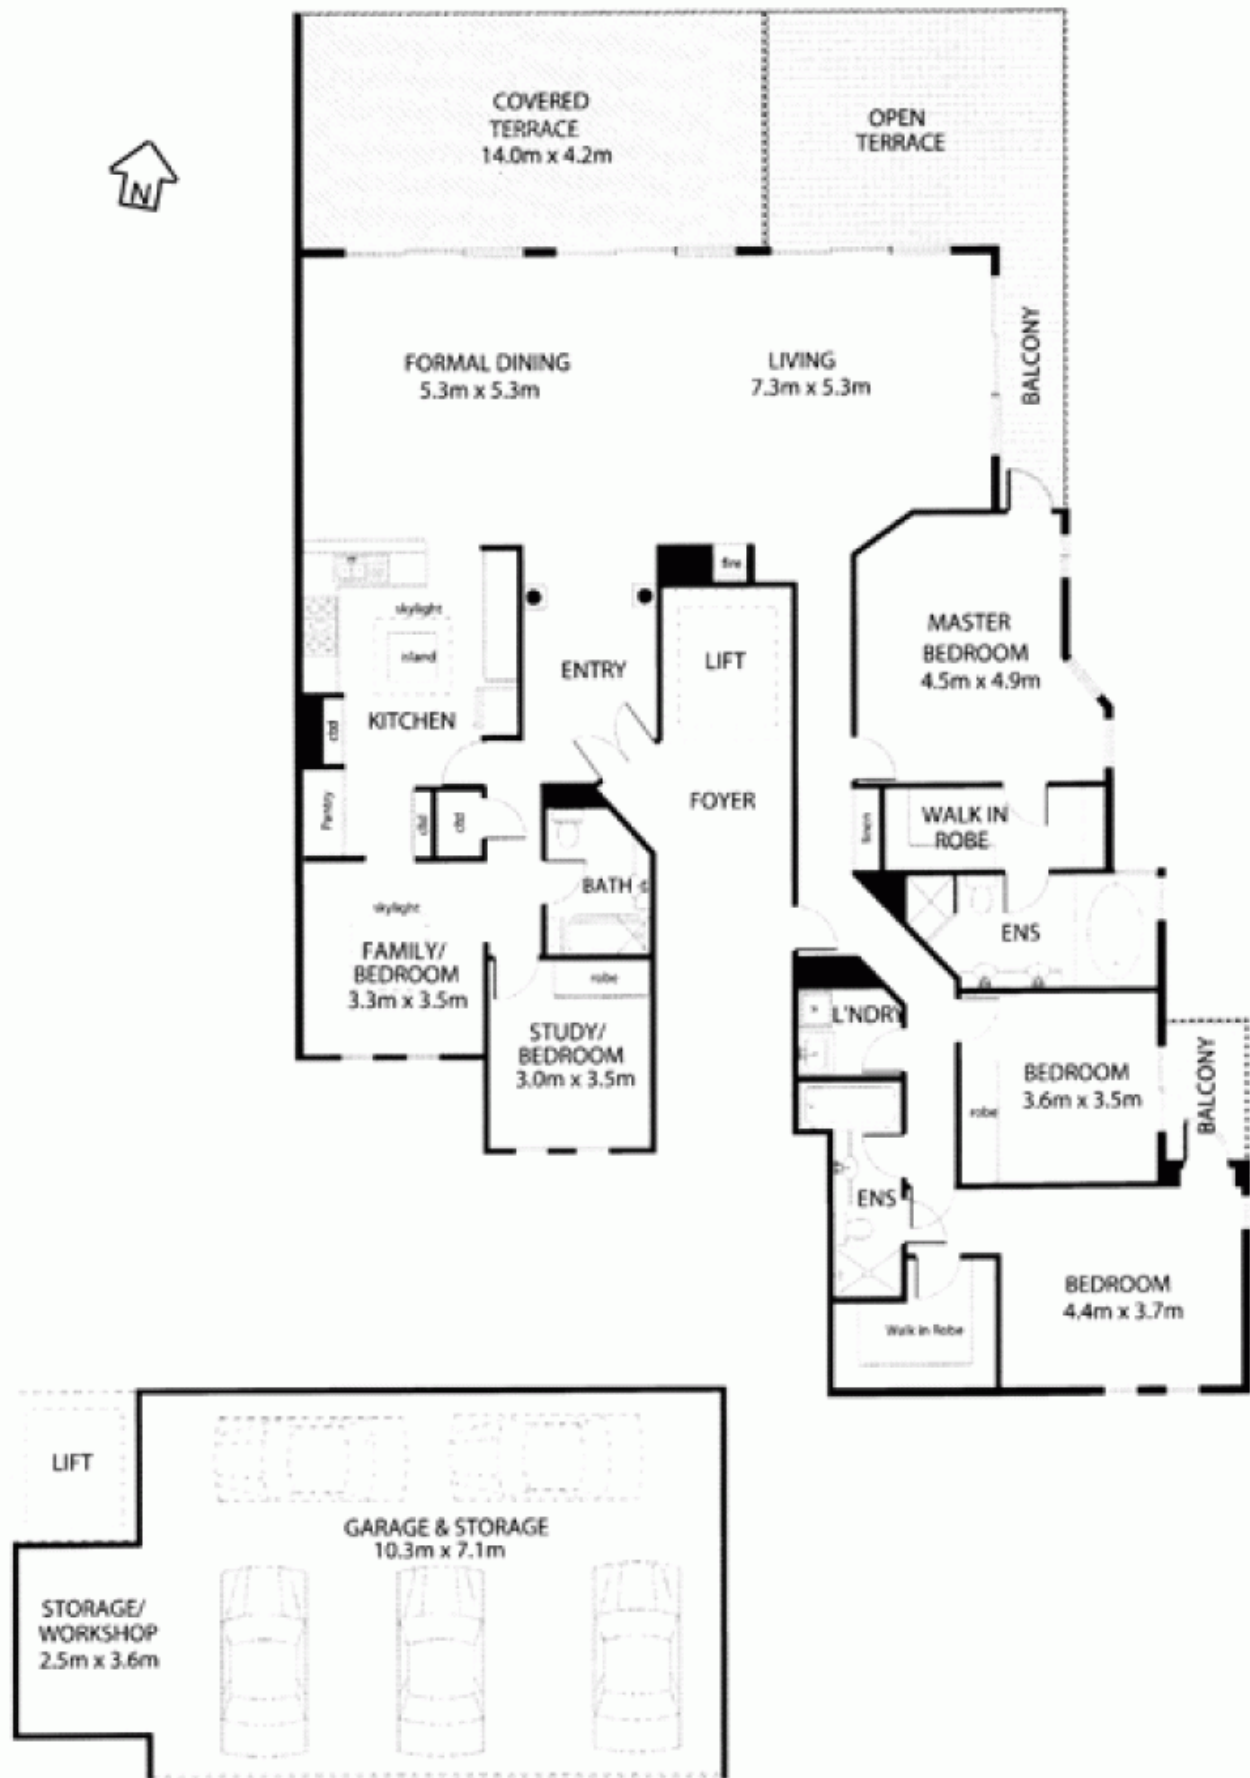 COVERED
TERRACE
14.0m x 4.2m
OPEN
TERRACE
N
FORMAL DINING
5.3m x 5.3m
LIVING
7.3m x 5.3m
BALCONY
fire
skylight
island
KITCHEN
cbd
Pantry
cbd
cbd
ENTRY
LIFT
FOYER
MASTER
BEDROOM
4.5m x 4.9m
linen
WALK IN
ROBE
BATH
ENS
skylight
FAMILY/
BEDROOM
3.3m x 3.5m
robe
STUDY/
BEDROOM
3.0m x 3.5m
L'NDRY
BEDROOM
3.6m x 3.5m
robe
BALCONY
ENS
BEDROOM
4.4m x 3.7m
Walk in Robe
LIFT
GARAGE & STORAGE
10.3m x 7.1m
STORAGE/
WORKSHOP
2.5m x 3.6m